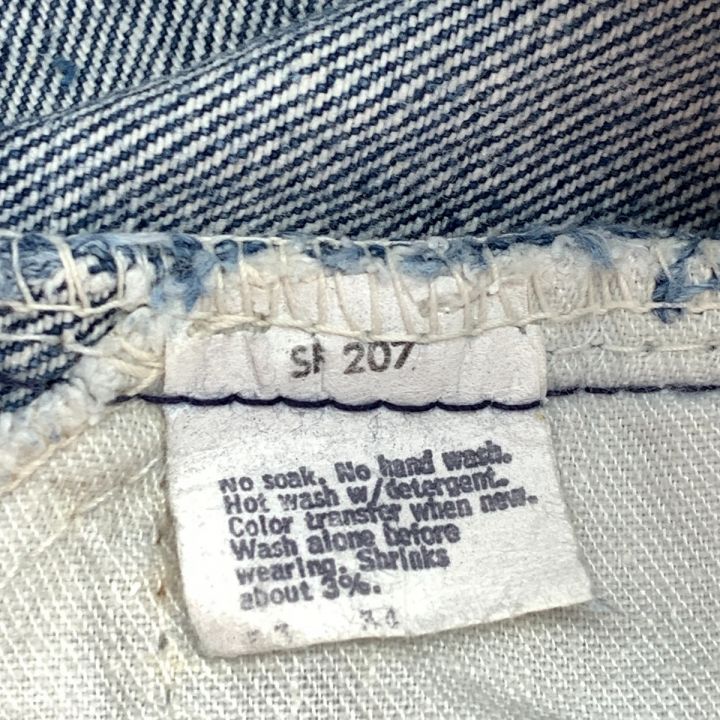 SF 207
No soak. No hand wash.
Hot wash w/detergent.
Color transfer when new.
Wash alone before
wearing. Shrinks
about 3%.